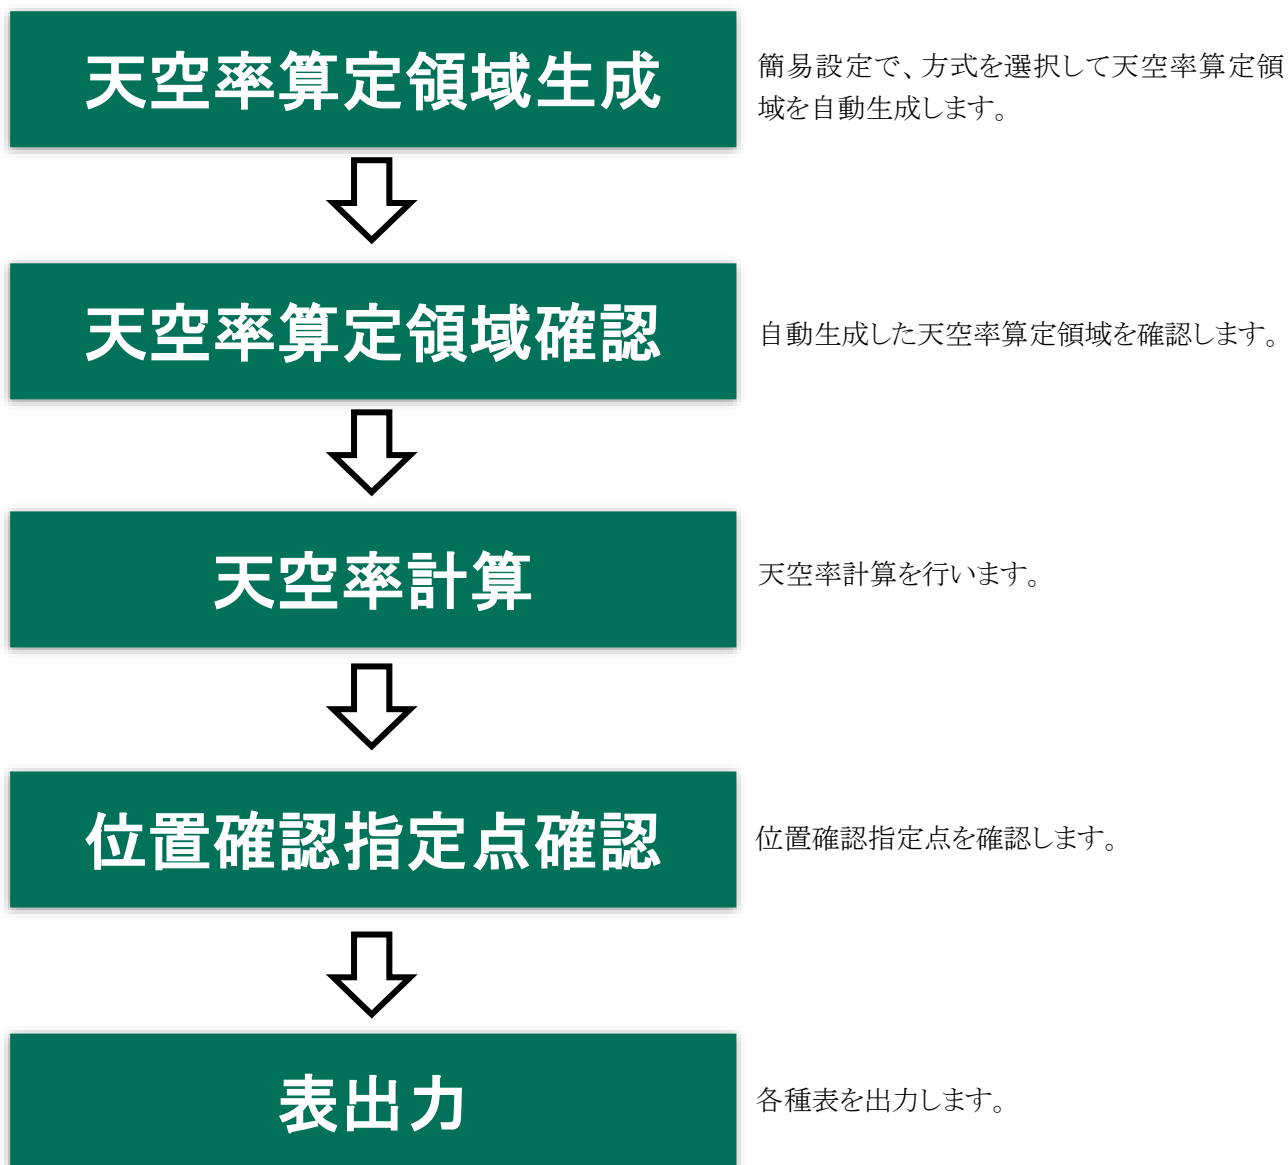 天空率算定領域生成
簡易設定で、方式を選択して天空率算定領
域を自動生成します。
天空率算定領域確認
自動生成した天空率算定領域を確認します。
天空率計算
天空率計算を行います。
位置確認指定点確認
位置確認指定点を確認します。
表出力
各種表を出力します。